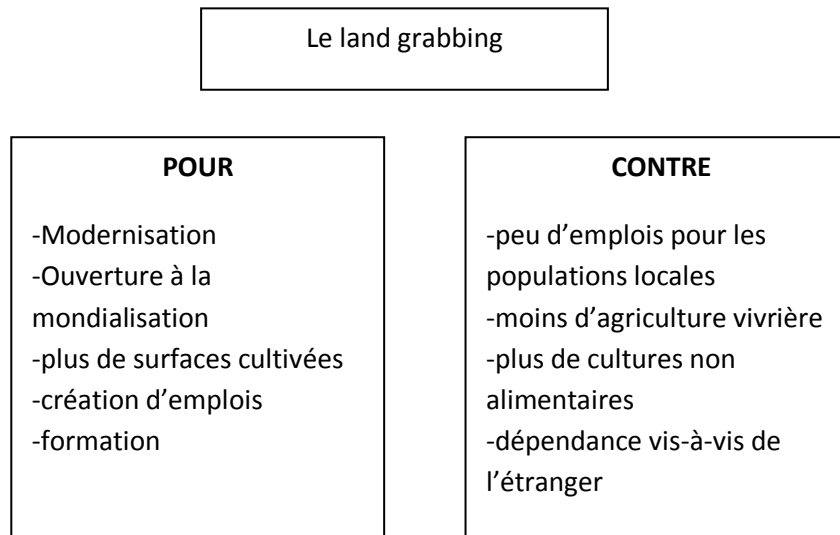 Le land grabbing
POUR
-Modernisation
-Ouverture à la
mondialisation
-plus de surfaces cultivées
-création d’emplois
-formation
CONTRE
-peu d’emplois pour les
populations locales
-moins d’agriculture vivrière
-plus de cultures non
alimentaires
-dépendance vis-à-vis de
l’étranger